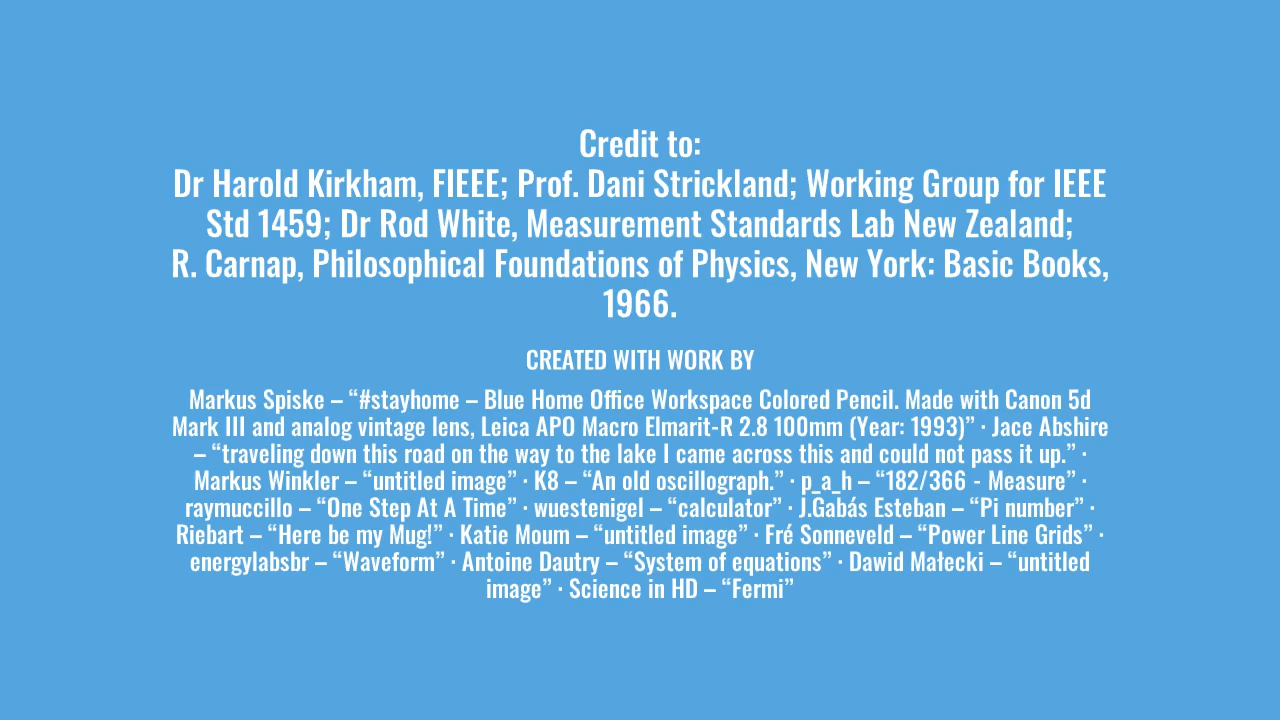 Credit to:
Dr Harold Kirkham, FIEEE; Prof. Dani Strickland; Working Group for IEEE
Std 1459; Dr Rod White, Measurement Standards Lab New Zealand;
R. Carnap, Philosophical Foundations of Physics, New York: Basic Books,
1966.
CREATED WITH WORK BY
Markus Spiske – “#stayhome – Blue Home Office Workspace Colored Pencil. Made with Canon 5d
Mark III and analog vintage lens, Leica APO Macro Elmarit-R 2.8 100mm (Year: 1993)” · Jace Abshire
– “traveling down this road on the way to the lake I came across this and could not pass it up.” ·
Markus Winkler – “untitled image” · K8 – “An old oscillograph.” · p_a_h – “182/366 - Measure” ·
raymuccillo – “One Step At A Time” · wuestenigel – “calculator” · J.Gabás Esteban – “Pi number” ·
Riebart – “Here be my Mug!” · Katie Moum – “untitled image” · Fré Sonneveld – “Power Line Grids” ·
energylabsbr – “Waveform” · Antoine Dautry – “System of equations” · Dawid Małecki – “untitled
image” · Science in HD – “Fermi”